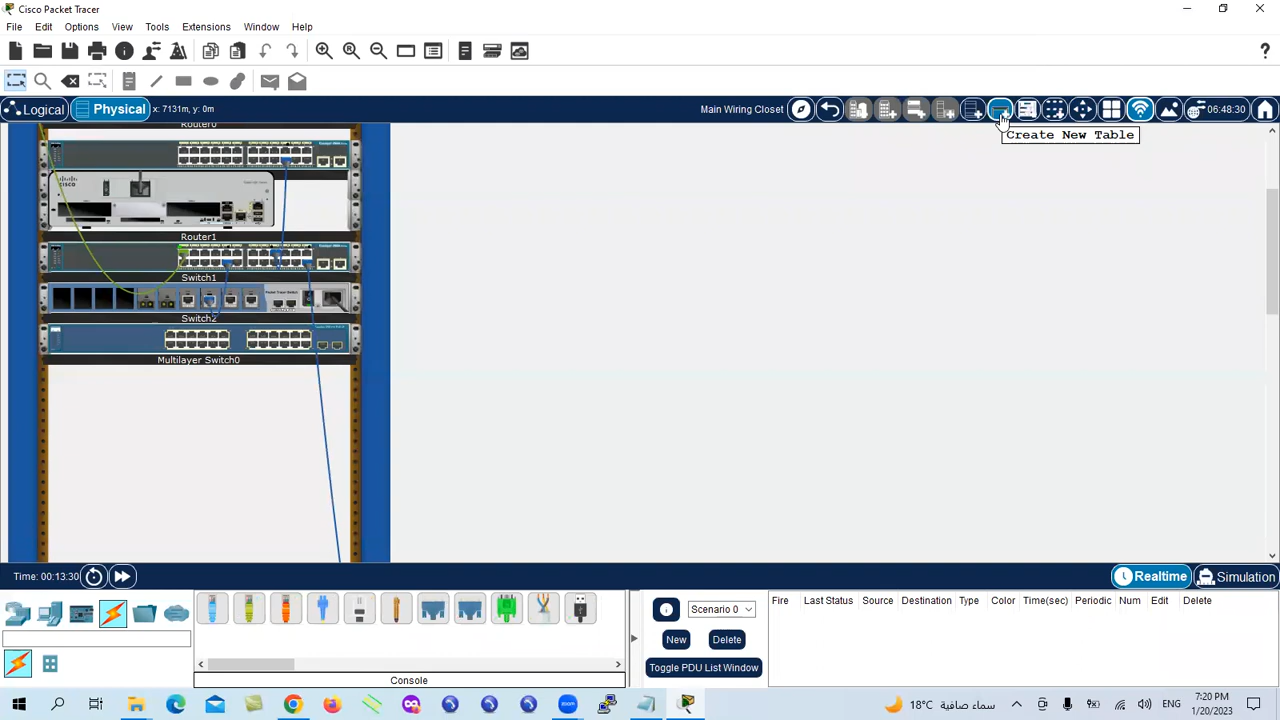 Cisco Packet Tracer
File Edit Options View Tools Extensions Window Help
Logical Physical x: 7131m, y: 0m Main Wiring Closet 06:48:30
Create New Table
Router0
CISCO
Router1
Switch1
Switch2
Multilayer Switch0
Time: 00:13:30 Realtime Simulation
Scenario 0
New Delete
Toggle PDU List Window
Console
Fire Last Status Source Destination Type Color Time(sec) Periodic Num Edit Delete
zoom
18°C سماء صافية
7:20 PM
1/20/2023